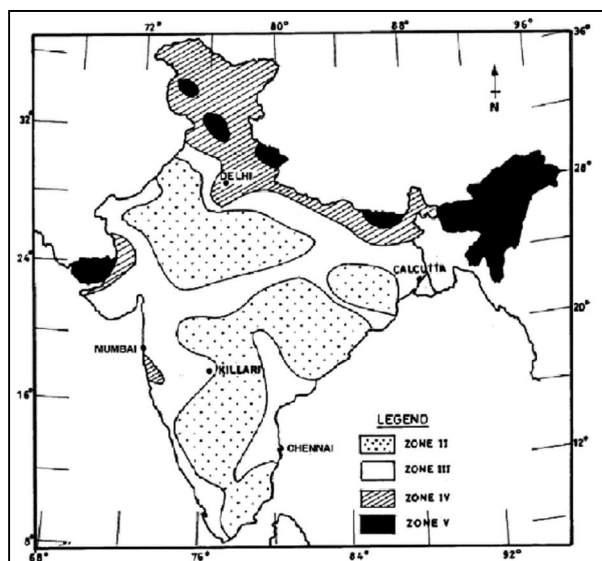 72°
80°
88°
96°
36°
N
32°
DELHI
28°
24°
CALCUTTA
20°
MUMBAI
KILLARI
16°
LEGEND
ZONE II
CHENNAI
12°
ZONE III
ZONE IV
ZONE V
8°
68°
76°
84°
92°